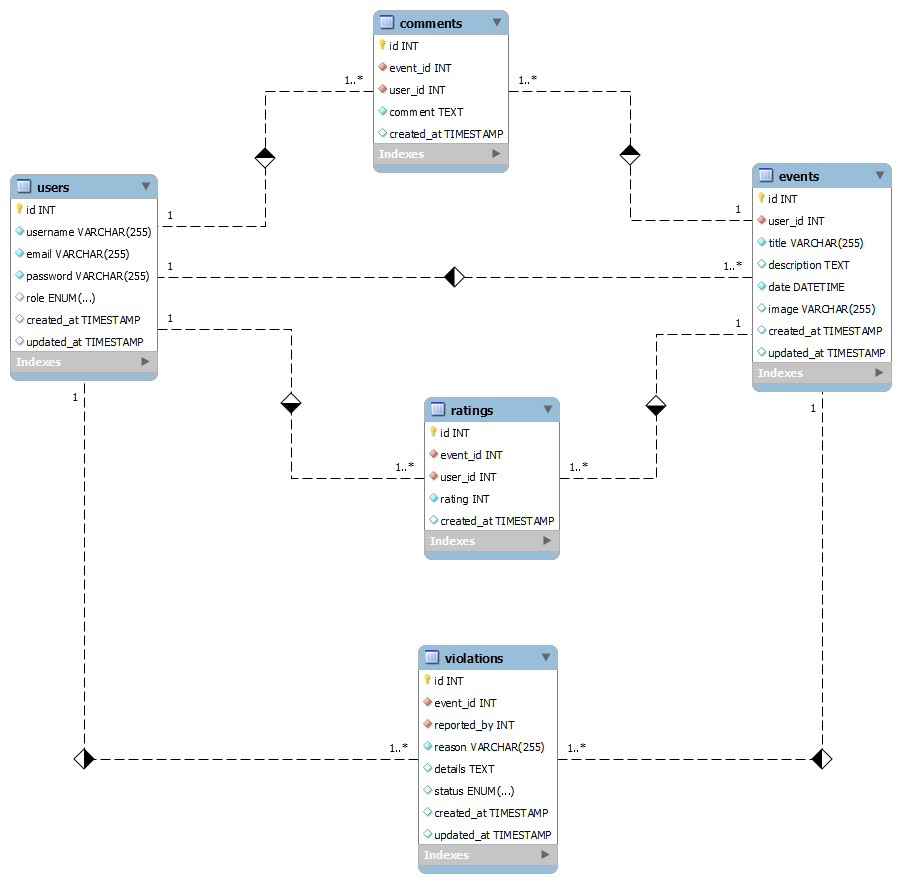 comments
id INT
event_id INT
user_id INT
comment TEXT
created_at TIMESTAMP
Indexes
1..*
1..*
users
id INT
username VARCHAR(255)
email VARCHAR(255)
password VARCHAR(255)
role ENUM(...)
created_at TIMESTAMP
updated_at TIMESTAMP
Indexes
1
1
1
1
events
id INT
user_id INT
title VARCHAR(255)
description TEXT
date DATETIME
image VARCHAR(255)
created_at TIMESTAMP
updated_at TIMESTAMP
Indexes
1
1..*
1
1
ratings
id INT
event_id INT
user_id INT
rating INT
created_at TIMESTAMP
Indexes
1..*
1..*
violations
id INT
event_id INT
reported_by INT
reason VARCHAR(255)
details TEXT
status ENUM(...)
created_at TIMESTAMP
updated_at TIMESTAMP
Indexes
1..*
1..*